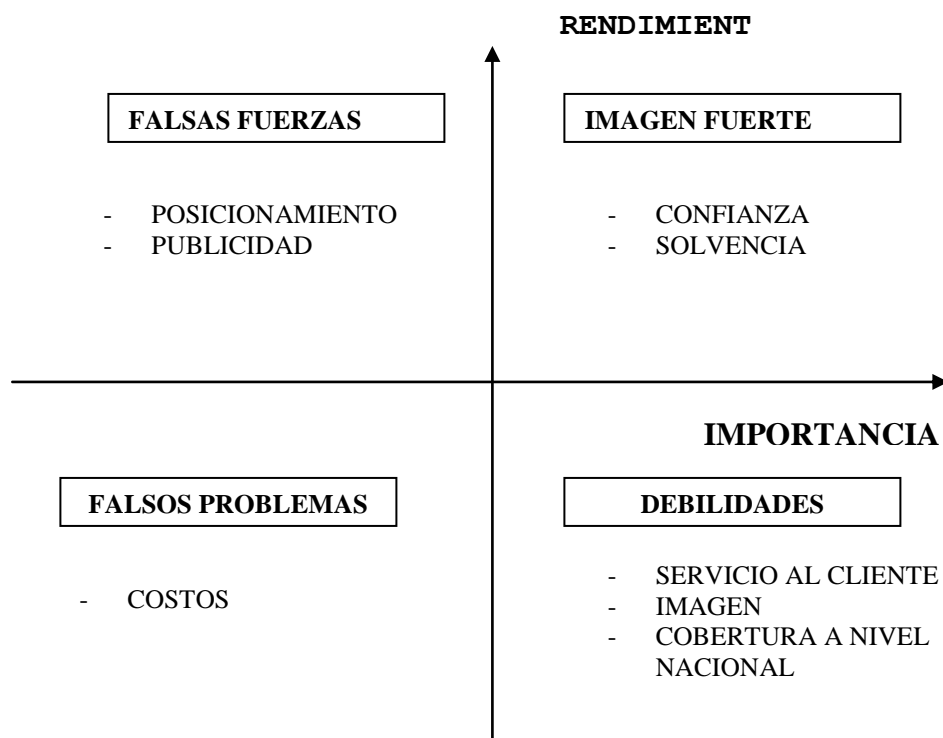 RENDIMIENT
FALSAS FUERZAS
- POSICIONAMIENTO
- PUBLICIDAD
IMAGEN FUERTE
- CONFIANZA
- SOLVENCIA
IMPORTANCIA
FALSOS PROBLEMAS
- COSTOS
DEBILIDADES
- SERVICIO AL CLIENTE
- IMAGEN
- COBERTURA A NIVEL
NACIONAL